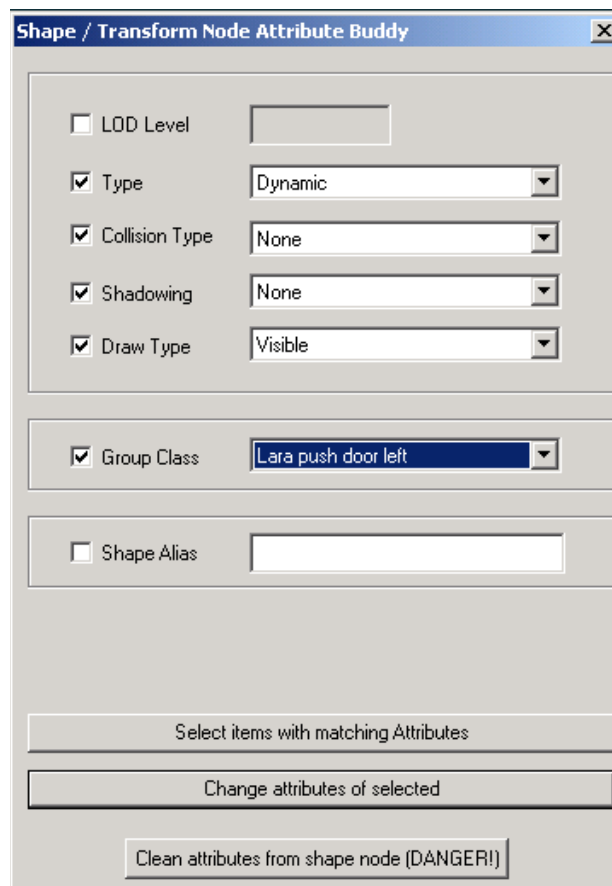 Shape / Transform Node Attribute Buddy
LOD Level
Type Dynamic
Collision Type None
Shadowing None
Draw Type Visible
Group Class Lara push door left
Shape Alias
Select items with matching Attributes
Change attributes of selected
Clean attributes from shape node (DANGER!)